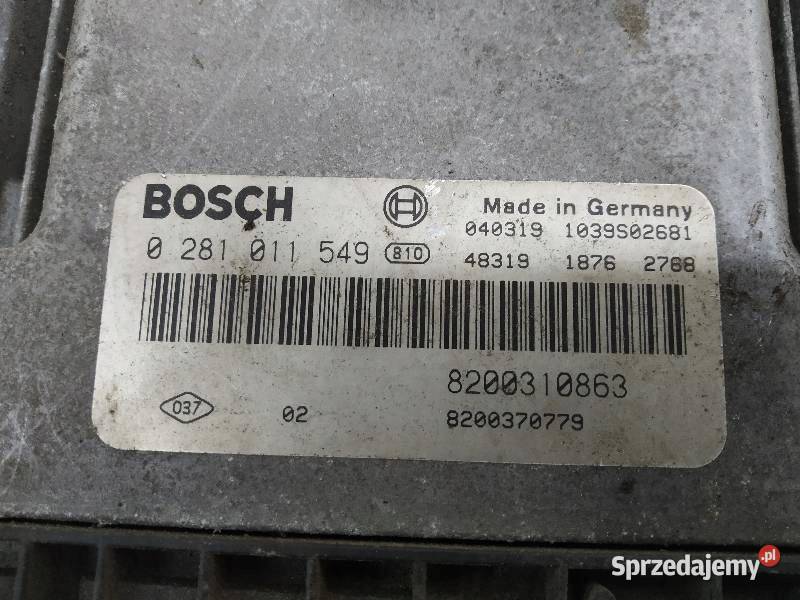 BOSCH
Made in Germany
040319 1039S02681
0 281 011 549 810
48319 1876 2768
8200310863
037 02 8200370779
Sprzedajemy.pl